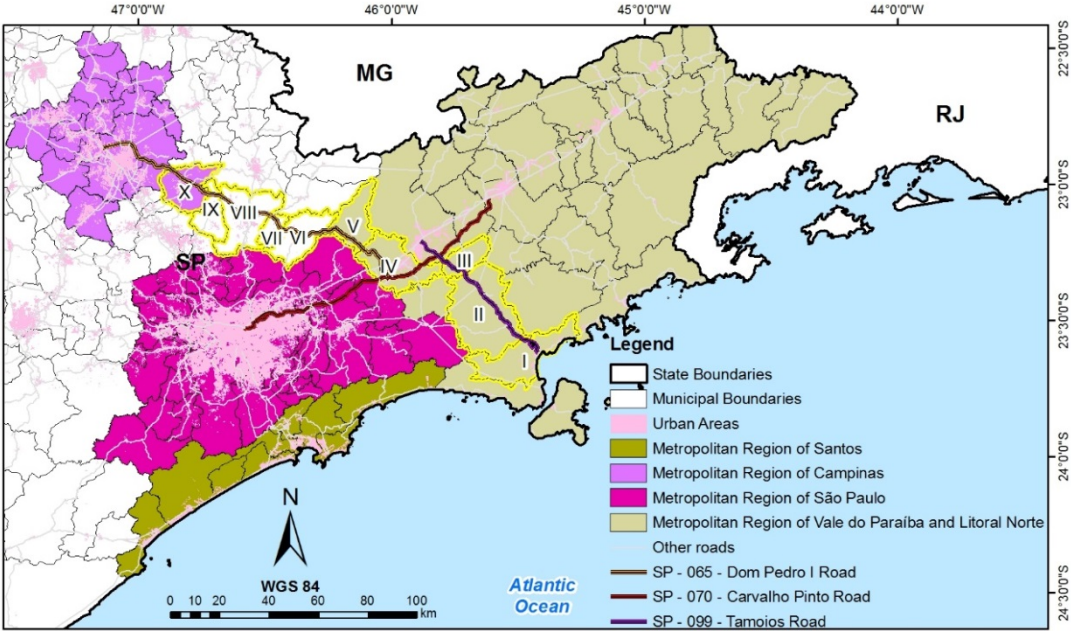 47°0'0"W 46°0'0"W 45°0'0"W 44°0'0"W
22°30'0"S
MG
RJ
23°0'0"S
X
IX
VIII
V
VII
VI
SP
IV
III
II
23°30'0"S
I
Legend
State Boundaries
Municipal Boundaries
Urban Areas
Metropolitan Region of Santos
24°0'0"S
Metropolitan Region of Campinas
Metropolitan Region of São Paulo
Metropolitan Region of Vale do Paraíba and Litoral Norte
Other roads
SP - 065 - Dom Pedro I Road
SP - 070 - Carvalho Pinto Road
SP - 099 - Tamoios Road
24°30'0"S
N
WGS 84
0 10 20 40 60 80 100
km
Atlantic
Ocean